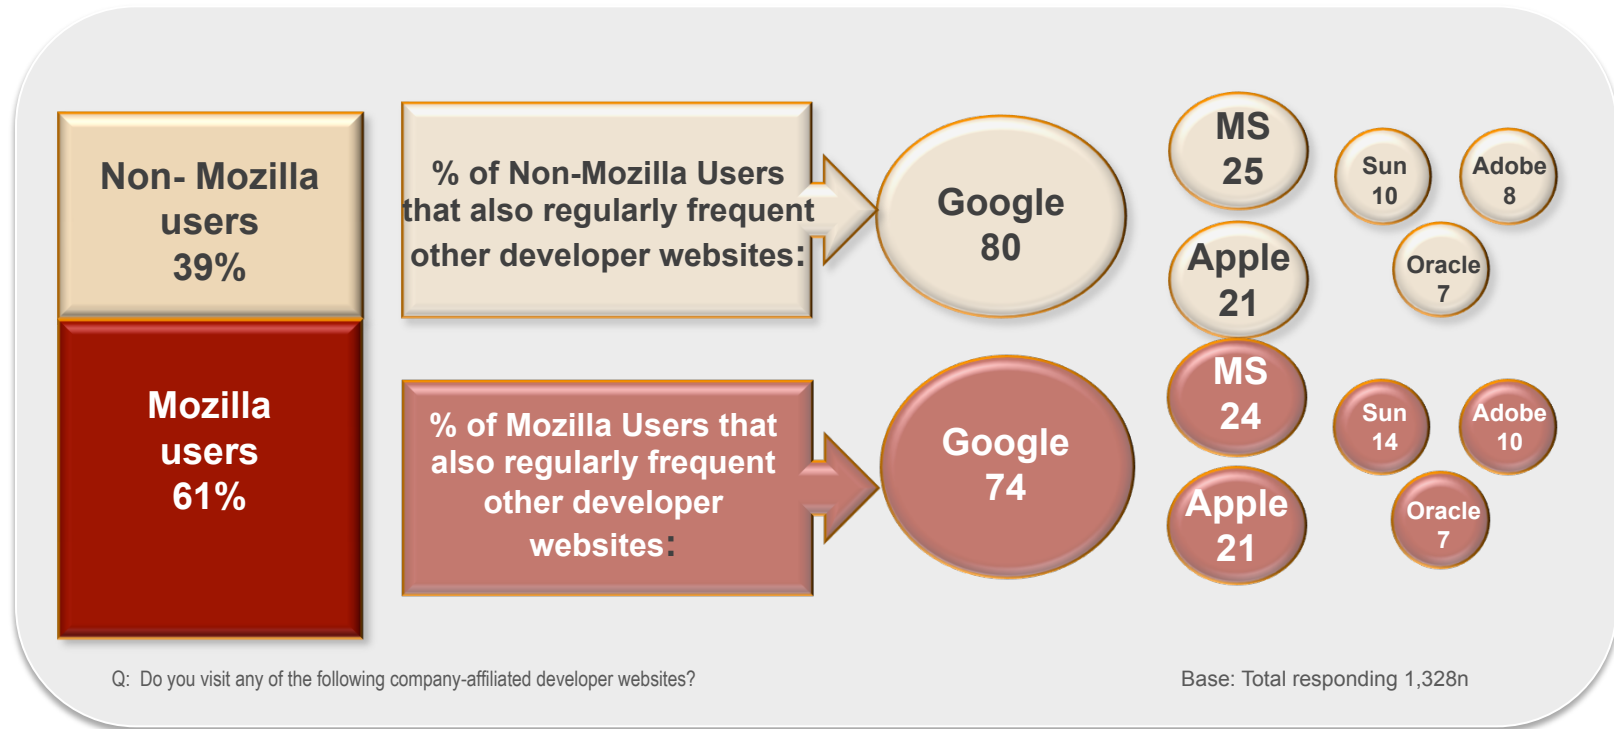 Non- Mozilla
users
39%
% of Non-Mozilla Users
that also regularly frequent
other developer websites:
Google
80
MS
25
Apple
21
Sun
10
Adobe
8
Oracle
7
Mozilla
users
61%
% of Mozilla Users that
also regularly frequent
other developer
websites:
Google
74
MS
24
Apple
21
Sun
14
Adobe
10
Oracle
7
Q: Do you visit any of the following company-affiliated developer websites?
Base: Total responding 1,328n